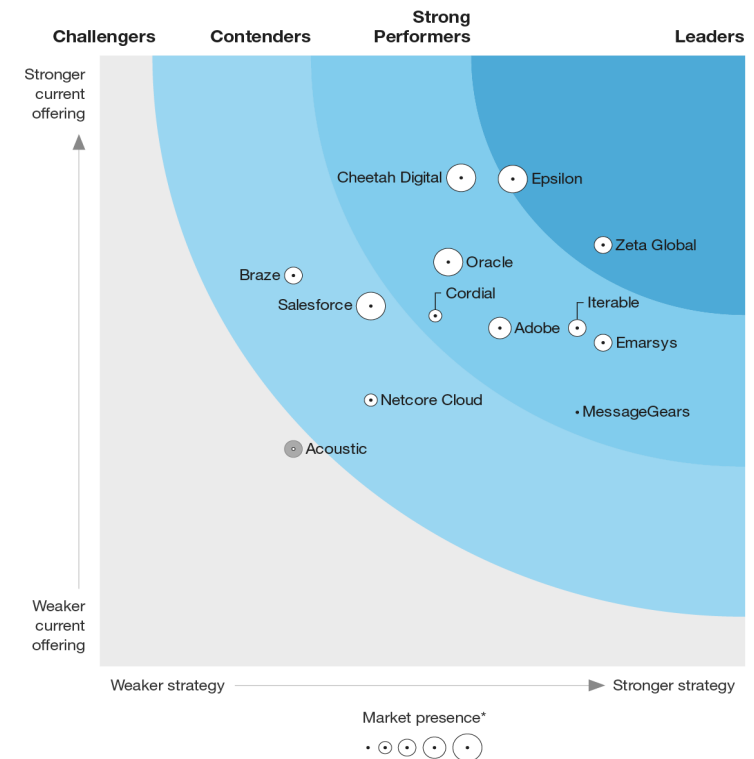 Challengers
Contenders
Strong
Performers
Leaders
Stronger
current
offering
Cheetah Digital
Epsilon
Zeta Global
Oracle
Braze
Cordial
Salesforce
Iterable
Adobe
Emarsys
Netcore Cloud
MessageGears
Acoustic
Weaker
current
offering
Weaker strategy
Stronger strategy
Market presence*